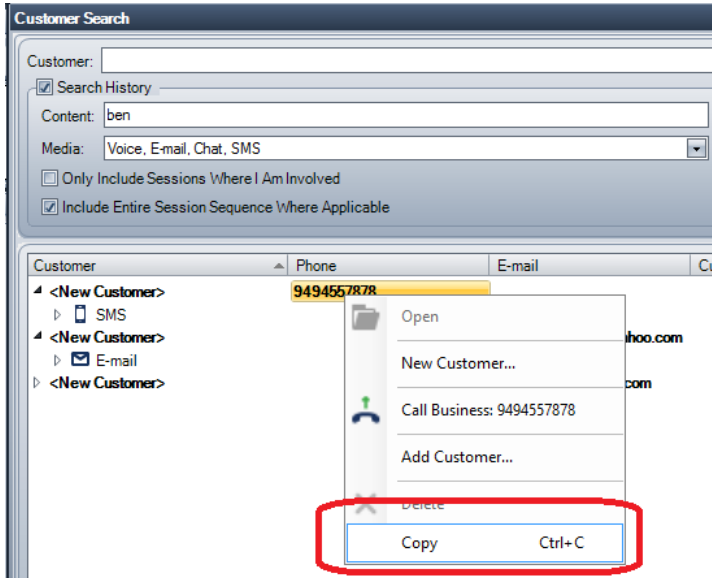 Customer Search
Customer:
Search History
Content: ben
Media: Voice, E-mail, Chat, SMS
Only Include Sessions Where I Am Involved
Include Entire Session Sequence Where Applicable
Customer Phone E-mail Cu
<New Customer> 9494557878
SMS
Open
<New Customer> hoo.com
E-mail
New Customer...
<New Customer> com
Call Business: 9494557878
Add Customer...
Delete
Copy Ctrl+C